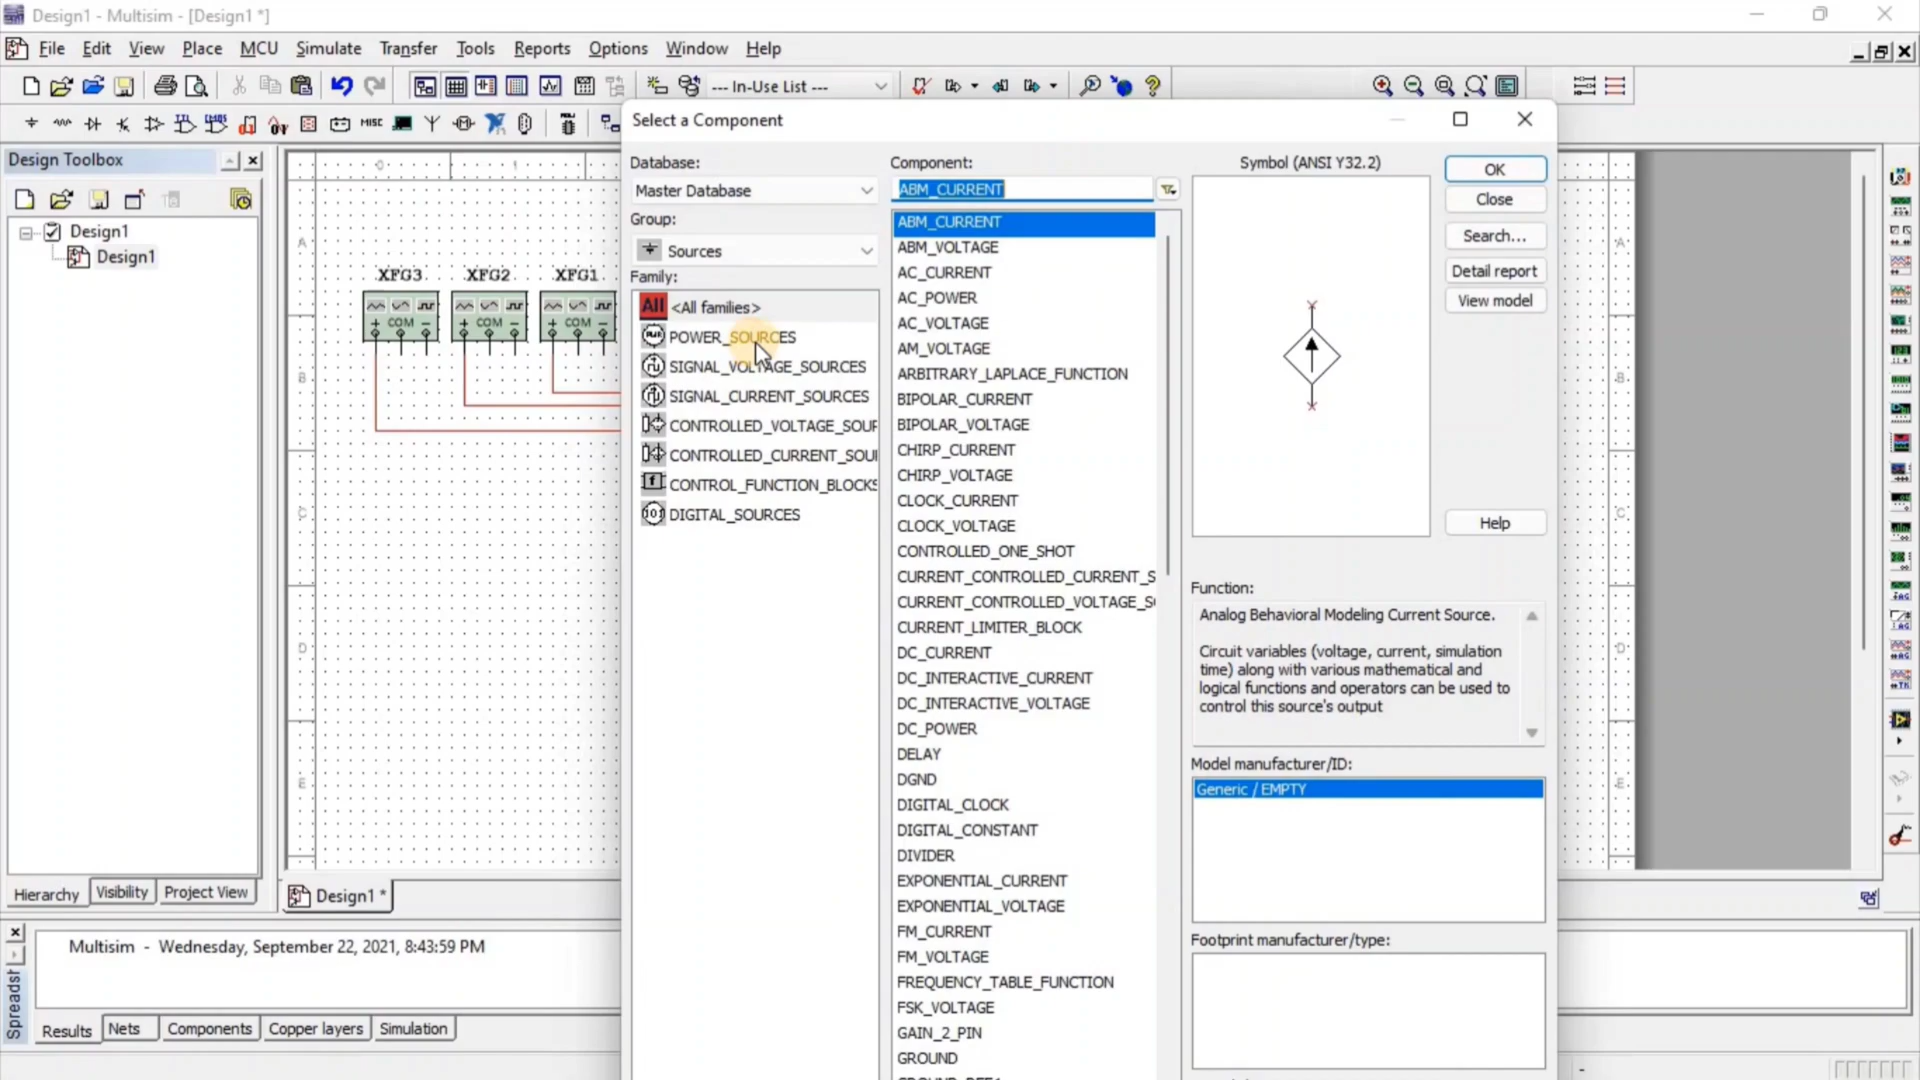 Design1 - Multisim - [Design1 *]
File Edit View Place MCU Simulate Transfer Tools Reports Options Window Help
--- In-Use List ---
MISC
Design Toolbox
Design1
Design1
XFG3 XFG2 XFG1
COM COM COM
A
B
C
D
E
Hierarchy Visibility Project View
Design1 *
Select a Component
Database:
Master Database
Group:
Sources
Family:
All <All families>
POWER_SOURCES
SIGNAL_VOLTAGE_SOURCES
SIGNAL_CURRENT_SOURCES
CONTROLLED_VOLTAGE_SOUR
CONTROLLED_CURRENT_SOU
CONTROL_FUNCTION_BLOCKS
DIGITAL_SOURCES
Component:
ABM_CURRENT
ABM_CURRENT
ABM_VOLTAGE
AC_CURRENT
AC_POWER
AC_VOLTAGE
AM_VOLTAGE
ARBITRARY_LAPLACE_FUNCTION
BIPOLAR_CURRENT
BIPOLAR_VOLTAGE
CHIRP_CURRENT
CHIRP_VOLTAGE
CLOCK_CURRENT
CLOCK_VOLTAGE
CONTROLLED_ONE_SHOT
CURRENT_CONTROLLED_CURRENT_S
CURRENT_CONTROLLED_VOLTAGE_S
CURRENT_LIMITER_BLOCK
DC_CURRENT
DC_INTERACTIVE_CURRENT
DC_INTERACTIVE_VOLTAGE
DC_POWER
DELAY
DGND
DIGITAL_CLOCK
DIGITAL_CONSTANT
DIVIDER
EXPONENTIAL_CURRENT
EXPONENTIAL_VOLTAGE
FM_CURRENT
FM_VOLTAGE
FREQUENCY_TABLE_FUNCTION
FSK_VOLTAGE
GAIN_2_PIN
GROUND
Symbol (ANSI Y32.2)
OK
Close
Search...
Detail report
View model
Help
Function:
Analog Behavioral Modeling Current Source.
Circuit variables (voltage, current, simulation
time) along with various mathematical and
logical functions and operators can be used to
control this source's output
Model manufacturer/ID:
Generic / EMPTY
Footprint manufacturer/type:
A
B
C
D
E
Spreadsh
Multisim - Wednesday, September 22, 2021, 8:43:59 PM
Results Nets Components Copper layers Simulation